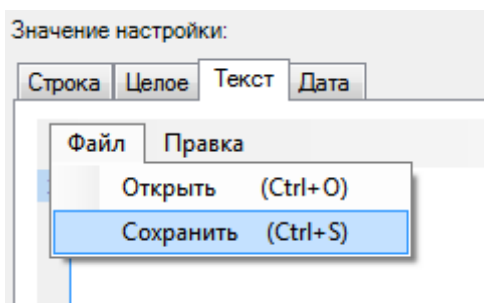 Значение настройки:
Строка Целое Текст Дата
Файл Правка
Открыть (Ctrl+O)
Сохранить (Ctrl+S)